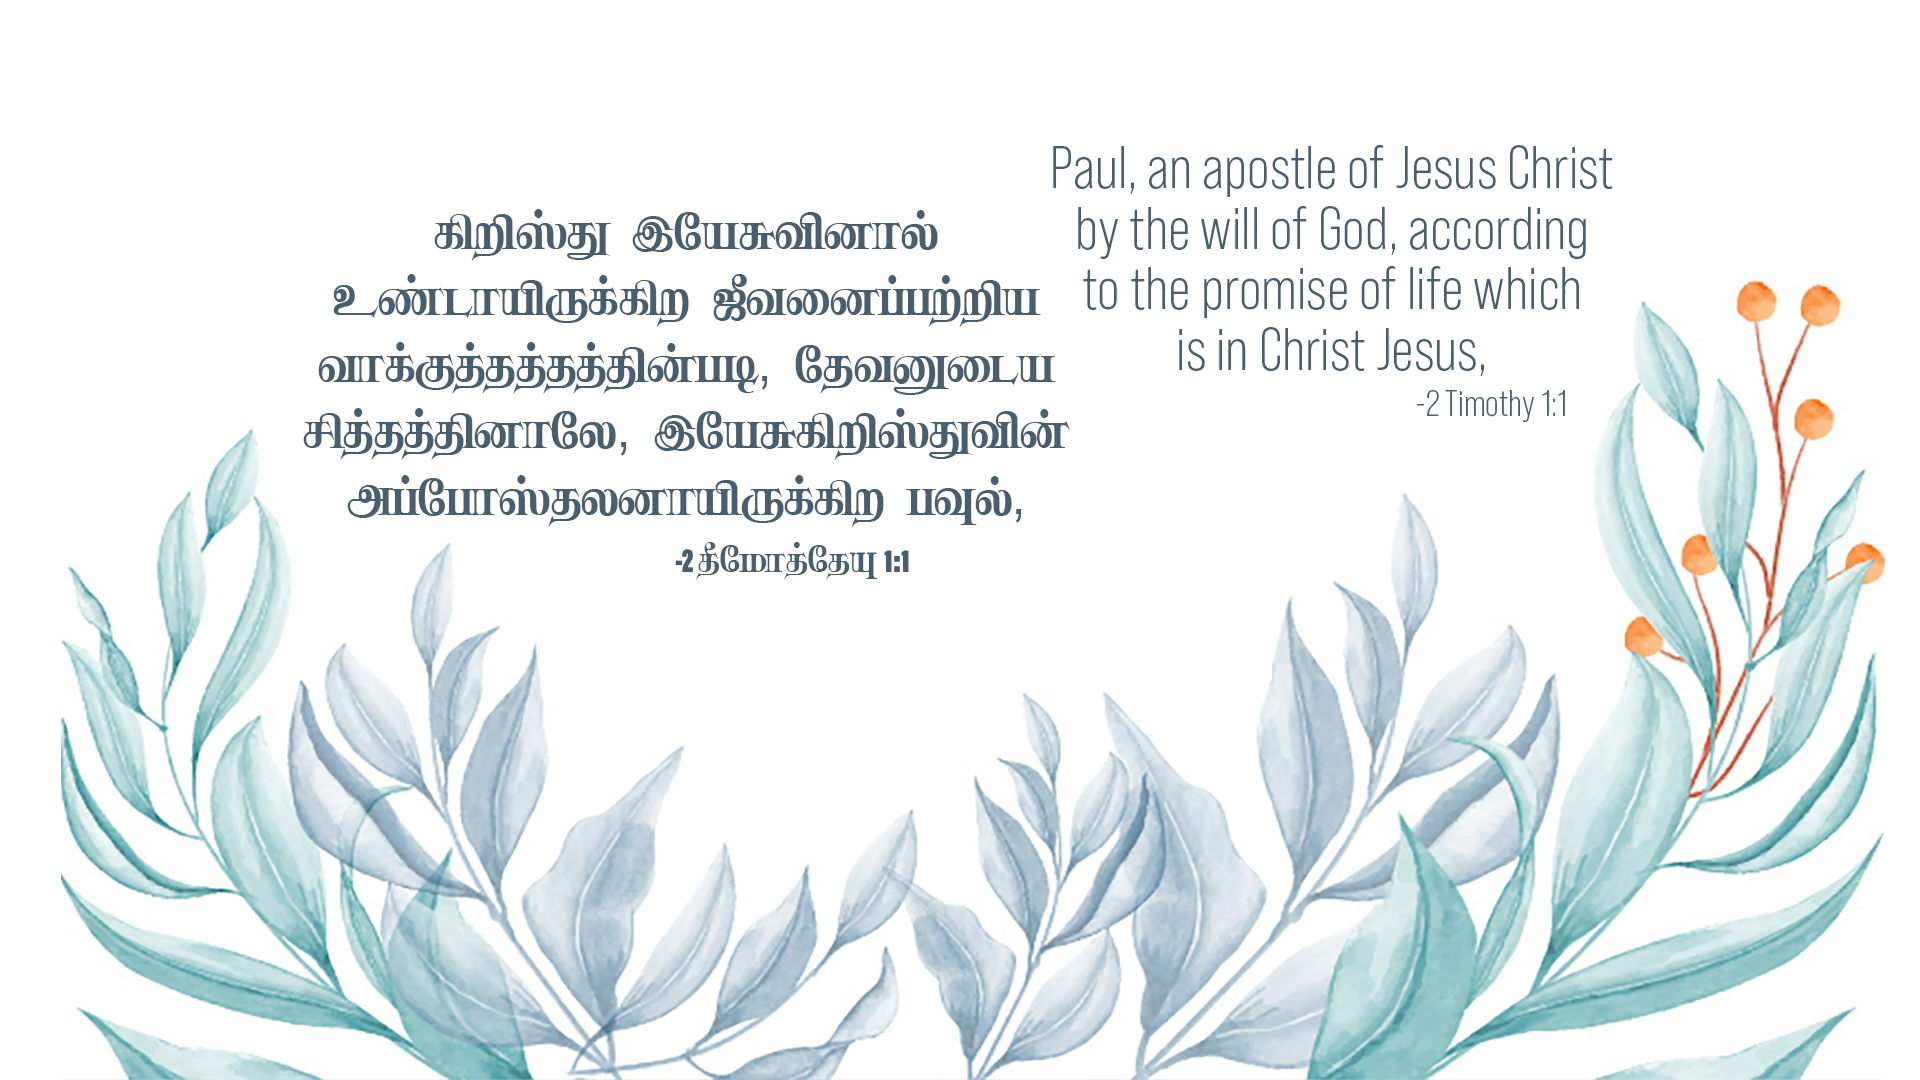 கிறிஸ்து இயேசுவினால்
உண்டாயிருக்கிற ஜீவனைப்பற்றிய
வாக்குத்தத்தத்தின்படி, தேவனுடைய
சித்தத்தினாலே, இயேசுகிறிஸ்துவின்
அப்போஸ்தலனாயிருக்கிற பவுல்,
-2 தீமோத்தேயு 1:1
Paul, an apostle of Jesus Christ
by the will of God, according
to the promise of life which
is in Christ Jesus,
-2 Timothy 1:1